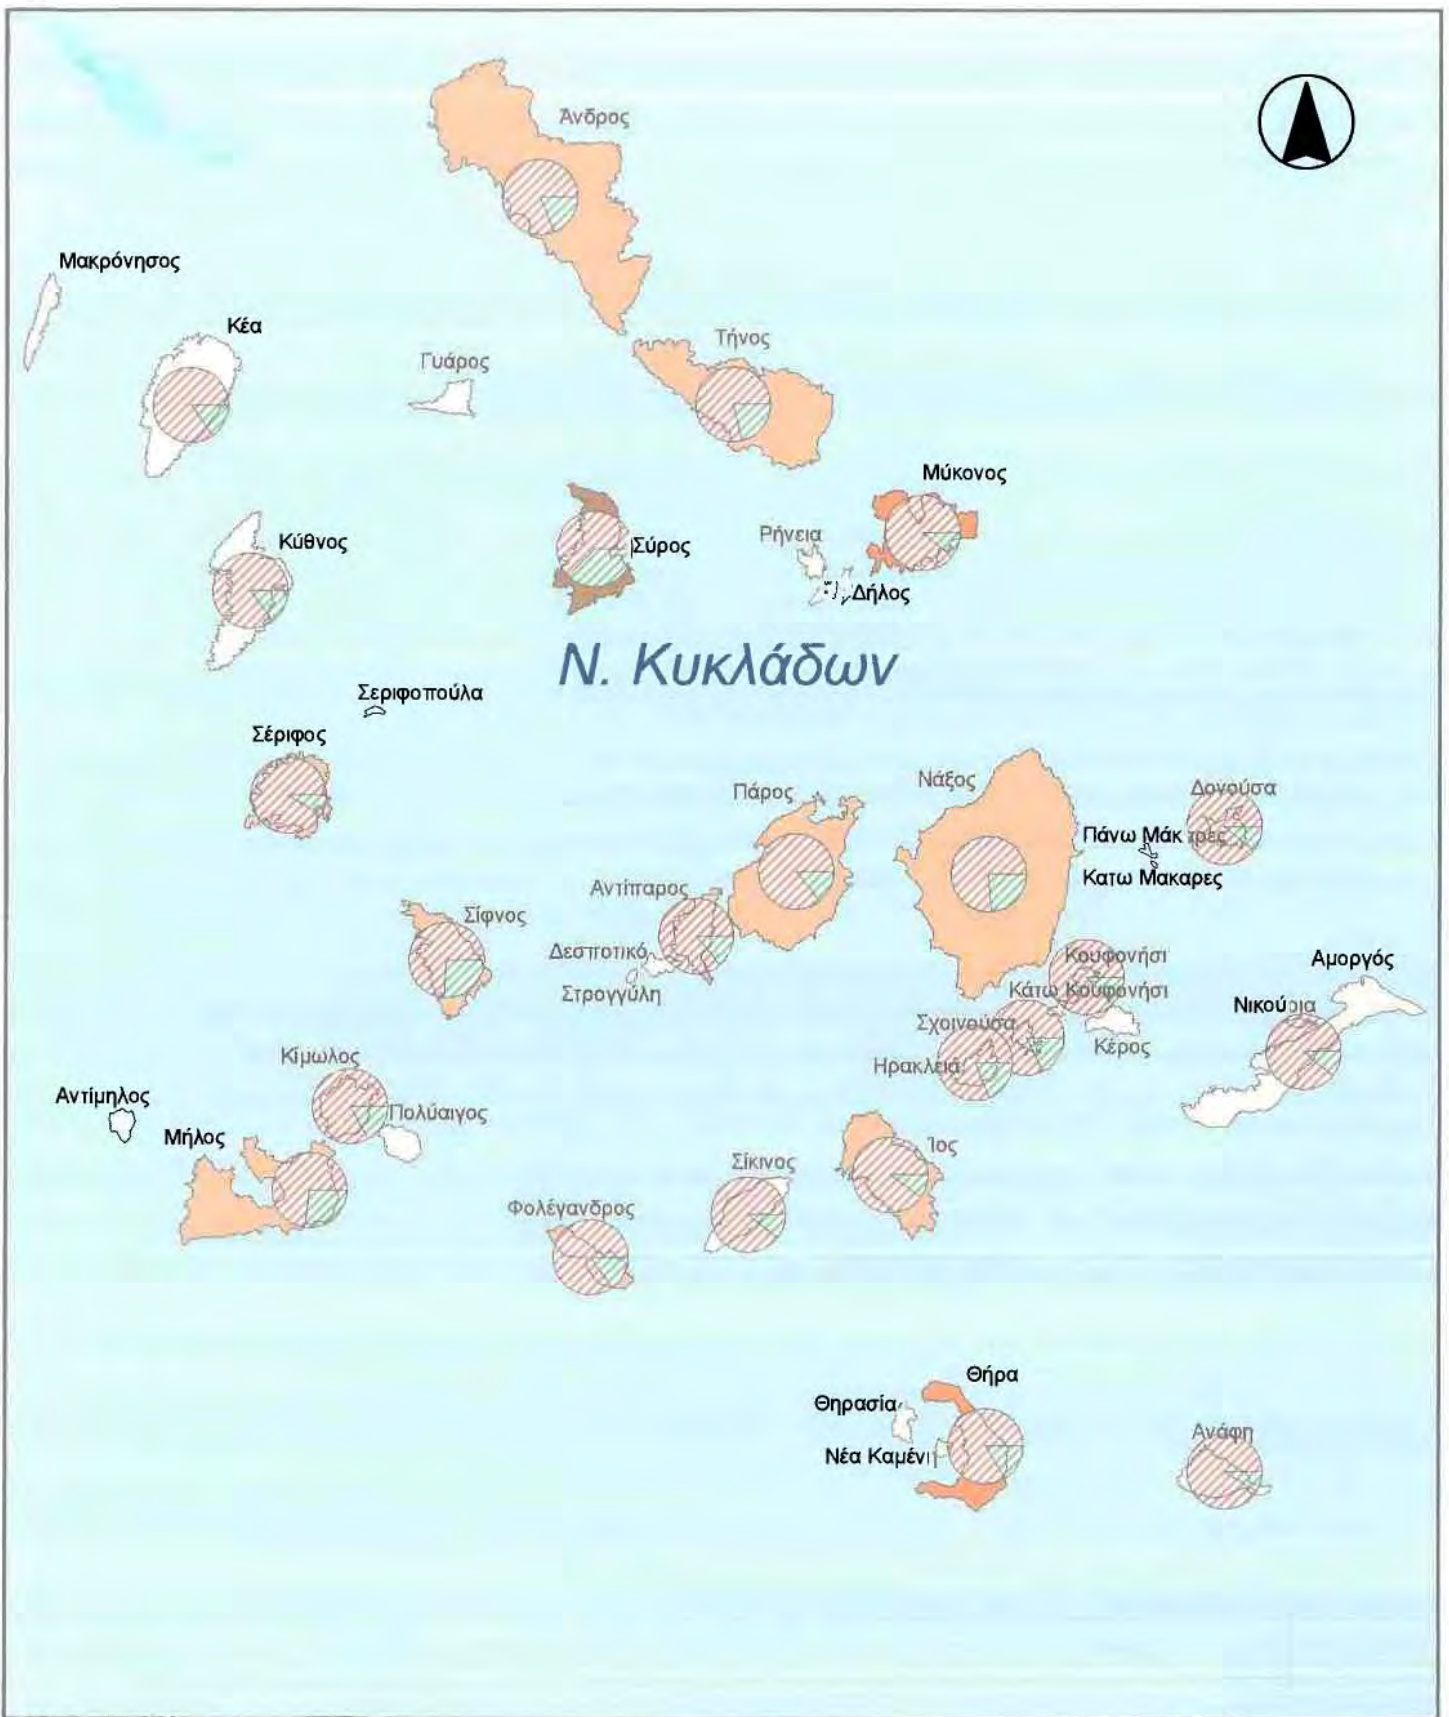 Άνδρος
Μακρόνησος
Κέα
Τήνος
Γυάρος
Μύκονος
Ρήνεια
Κύθνος
Σύρος
Δήλος
Ν. Κυκλάδων
Σεριφοπούλα
Σέριφος
Νάξος
Δονούσα
Πάρος
Πάνω Μάκαρες
Κατω Μακαρες
Αντίπαρος
Σίφνος
Δεσποτικό
Κουφονήσι
Αμοργός
Στρογγύλη
Κάτω Κουφονήσι
Νικούρια
Σχοινούσα
Κέρος
Κίμωλος
Ηρακλειά
Αντίμηλος
Πολύαιγος
Μήλος
Ίος
Σίκινος
Φολέγανδρος
Θήρα
Θηρασία
Ανάφη
Νέα Καμένη